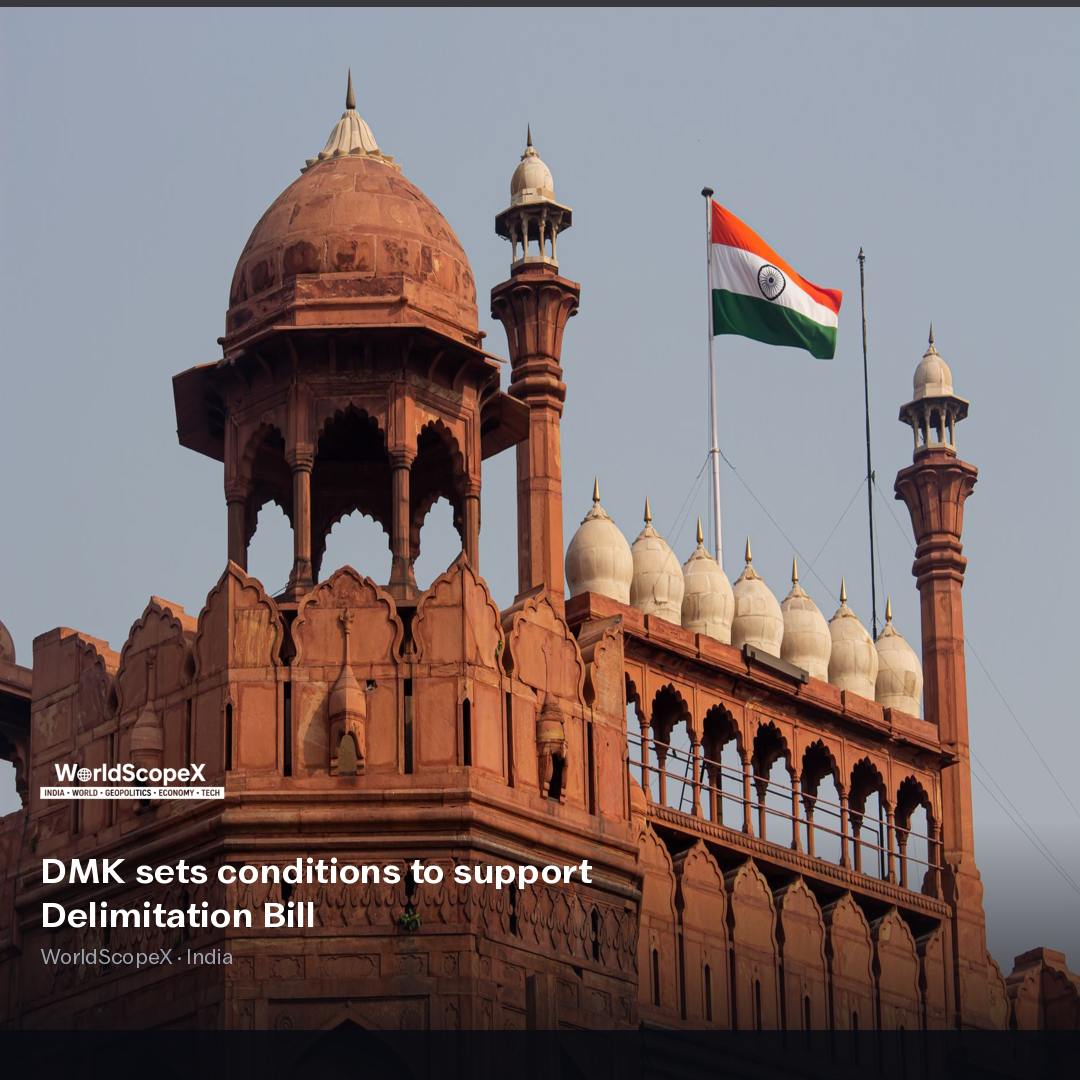 WorldScopeX
INDIA • WORLD • GEOPOLITICS • ECONOMY • TECH
DMK sets conditions to support
Delimitation Bill
WorldScopeX · India